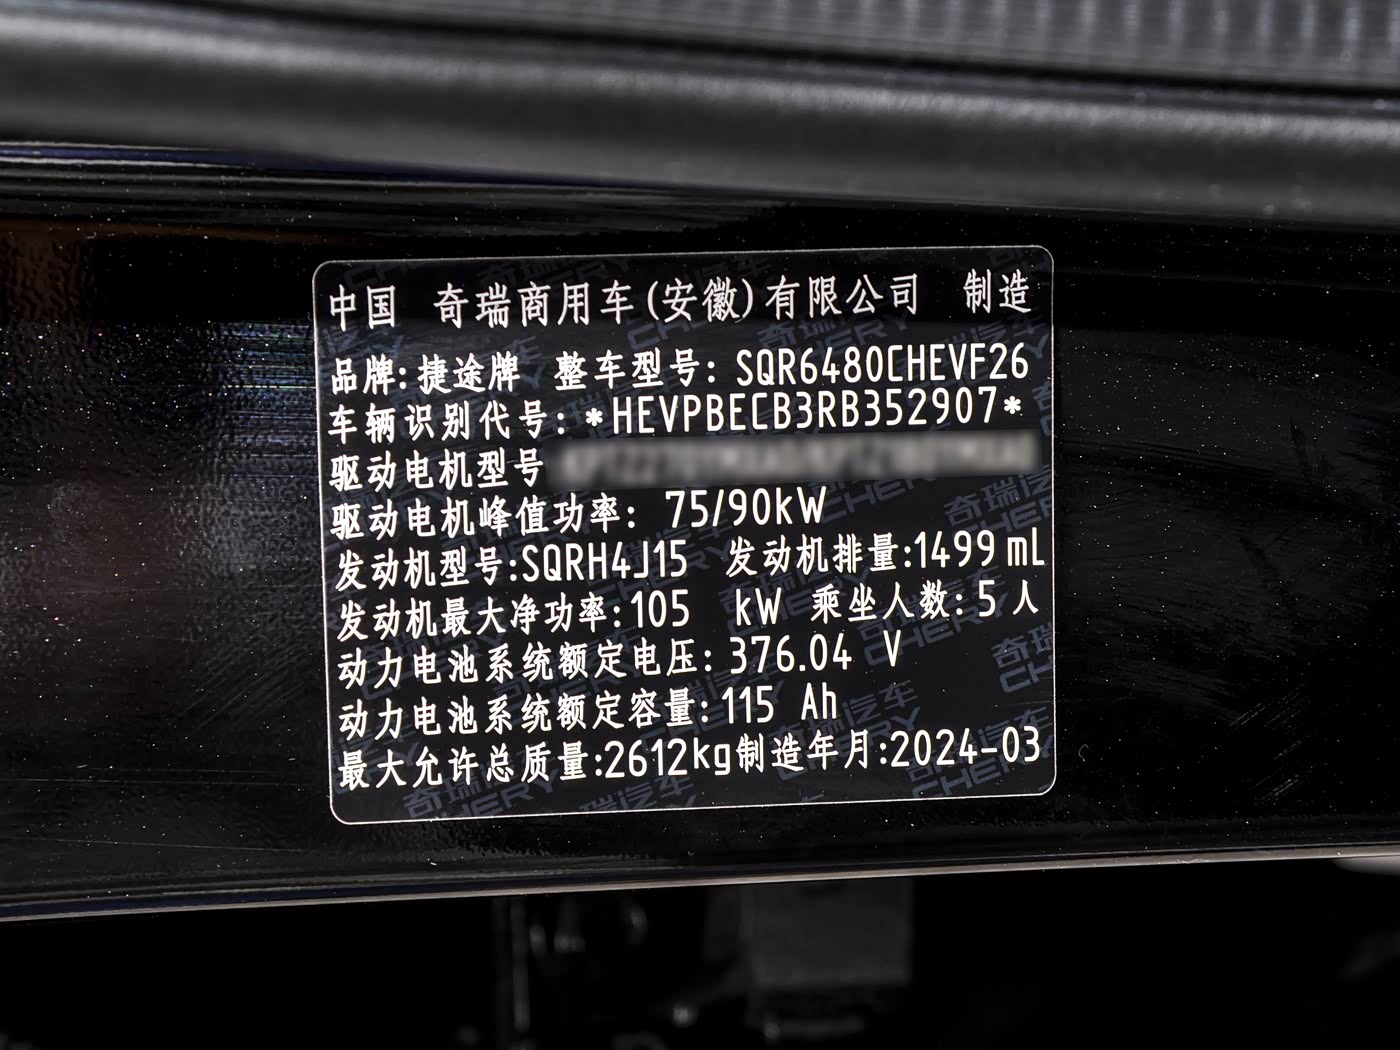 中国 奇瑞商用车(安徽)有限公司 制造
品牌:捷途牌 整车型号: SQR6480CHEVF26
车辆识别代号: *HEVPBECB3RB352907*
驱动电机型号
驱动电机峰值功率: 75/90kW
发动机型号:SQRH4J15 发动机排量:1499mL
发动机最大净功率:105 kW 乘坐人数:5人
动力电池系统额定电压: 376.04 V
动力电池系统额定容量: 115 Ah
最大允许总质量:2612kg制造年月:2024-03